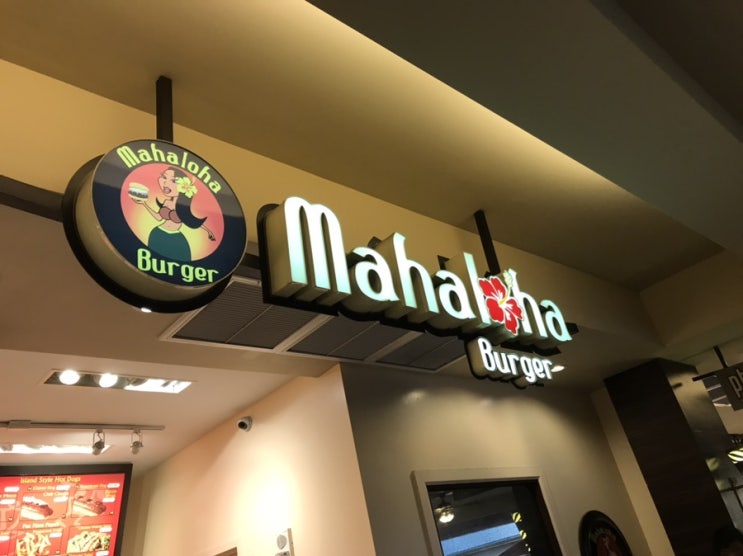 Mahaloha
Burger
Mahaloha
Burger
Island Style Hot Dogs